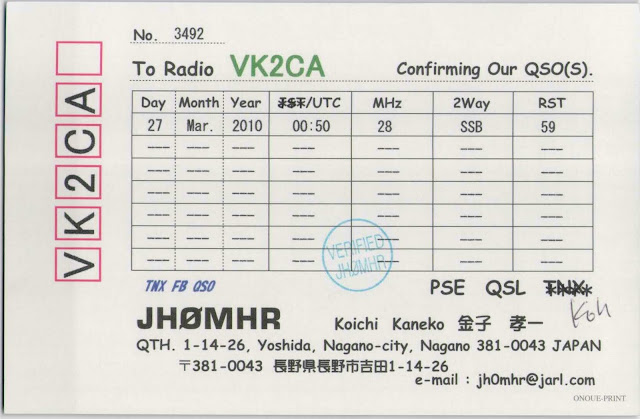 No. 3492
To Radio VK2CA Confirming Our QSO(S).
VK2CA
Day Month Year JST/UTC MHz 2Way RST
27 Mar. 2010 00:50 28 SSB 59
--- --- --- --- --- --- ---
--- --- --- --- --- --- ---
--- --- --- --- --- --- ---
--- --- --- --- --- --- ---
--- --- --- --- --- --- ---
--- --- --- --- --- --- ---
VERIFIED
JHØMHR
TNX FB QSO
PSE QSL TNX
Koh
JHØMHR Koichi Kaneko 金子 孝一
QTH. 1-14-26, Yoshida, Nagano-city, Nagano 381-0043 JAPAN
〒381-0043 長野県長野市吉田1-14-26
e-mail : jh0mhr@jarl.com
ONOUE-PRINT